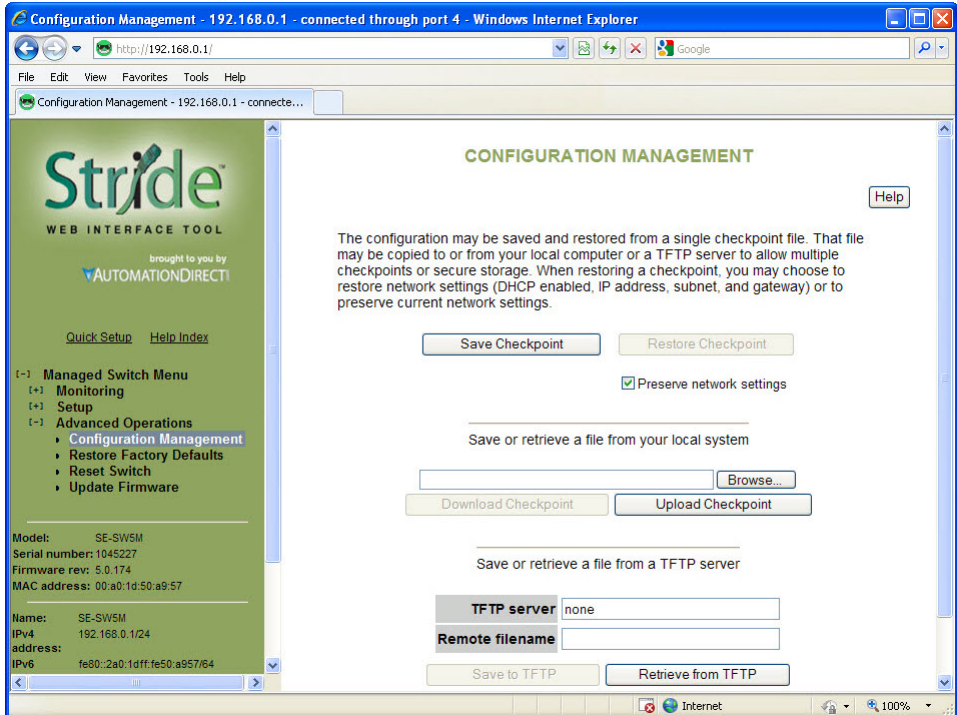 Configuration Management - 192.168.0.1 - connected through port 4 - Windows Internet Explorer
http://192.168.0.1/
Google
File Edit View Favorites Tools Help
Configuration Management - 192.168.0.1 - connecte...
Stride
WEB INTERFACE TOOL
brought to you by
AUTOMATIONDIRECT
Quick Setup Help Index
[-] Managed Switch Menu
[+] Monitoring
[+] Setup
[-] Advanced Operations
Configuration Management
Restore Factory Defaults
Reset Switch
Update Firmware
Model: SE-SW5M
Serial number: 1045227
Firmware rev: 5.0.174
MAC address: 00:a0:1d:50:a9:57
Name: SE-SW5M
IPv4 address: 192.168.0.1/24
IPv6 fe80::2a0:1dff:fe50:a957/64
CONFIGURATION MANAGEMENT
Help
The configuration may be saved and restored from a single checkpoint file. That file
may be copied to or from your local computer or a TFTP server to allow multiple
checkpoints or secure storage. When restoring a checkpoint, you may choose to
restore network settings (DHCP enabled, IP address, subnet, and gateway) or to
preserve current network settings.
Save Checkpoint Restore Checkpoint
Preserve network settings
Save or retrieve a file from your local system
Browse...
Download Checkpoint Upload Checkpoint
Save or retrieve a file from a TFTP server
TFTP server none
Remote filename
Save to TFTP Retrieve from TFTP
Internet 100%